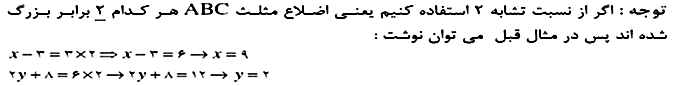 توجه : اگر از نسبت تشابه ۲ استفاده کنیم یعنی اضلاع مثلث ABC هر کدام ۲ برابر بزرگ
شده اند پس در مثال قبل می توان نوشت :
x − ۳ = ۳ × ۲ ⇒ x − ۳ = ۶ → x = ۹
۲y + ۸ = ۶ × ۲ → ۲y + ۸ = ۱۲ → y = ۲